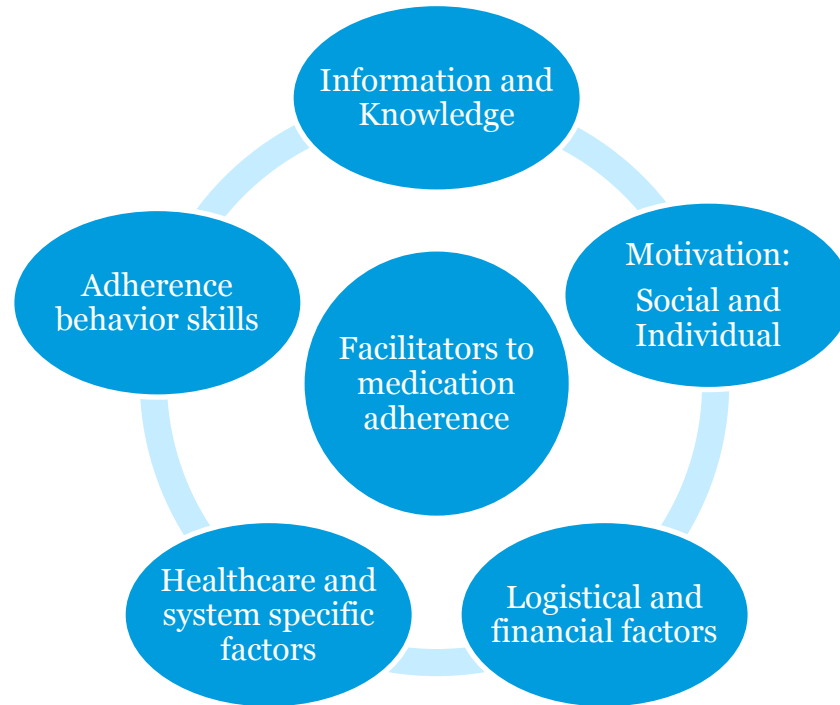 Information and
Knowledge
Motivation:
Social and
Individual
Adherence
behavior skills
Facilitators to
medication
adherence
Healthcare and
system specific
factors
Logistical and
financial factors